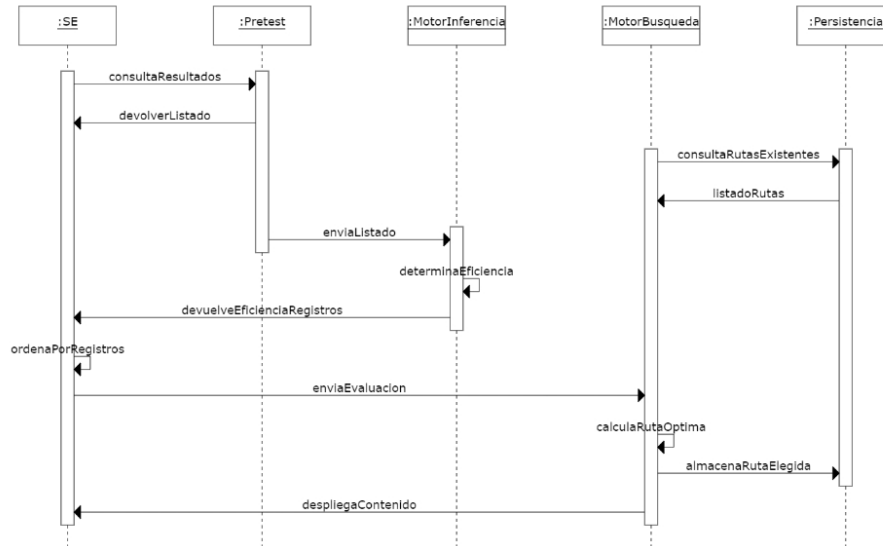 :SE
:Pretest
:MotorInferencia
:MotorBusqueda
:Persistencia
consultaResultados
devolverListado
consultaRutasExistentes
listadoRutas
enviaListado
determinaEficiencia
devuelveEficienciaRegistros
ordenaPorRegistros
enviaEvaluacion
calculaRutaOptima
almacenaRutaElegida
despliegaContenido